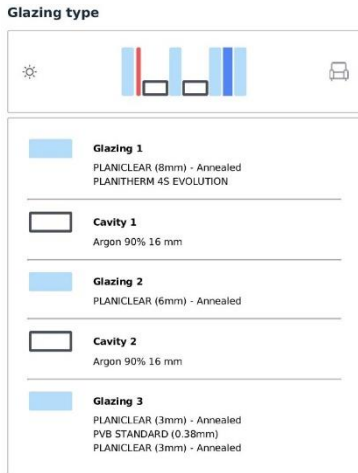 Glazing type
Glazing 1
PLANICLEAR (8mm) - Annealed
PLANITHERM 4S EVOLUTION
Cavity 1
Argon 90% 16 mm
Glazing 2
PLANICLEAR (6mm) - Annealed
Cavity 2
Argon 90% 16 mm
Glazing 3
PLANICLEAR (3mm) - Annealed
PVB STANDARD (0.38mm)
PLANICLEAR (3mm) - Annealed